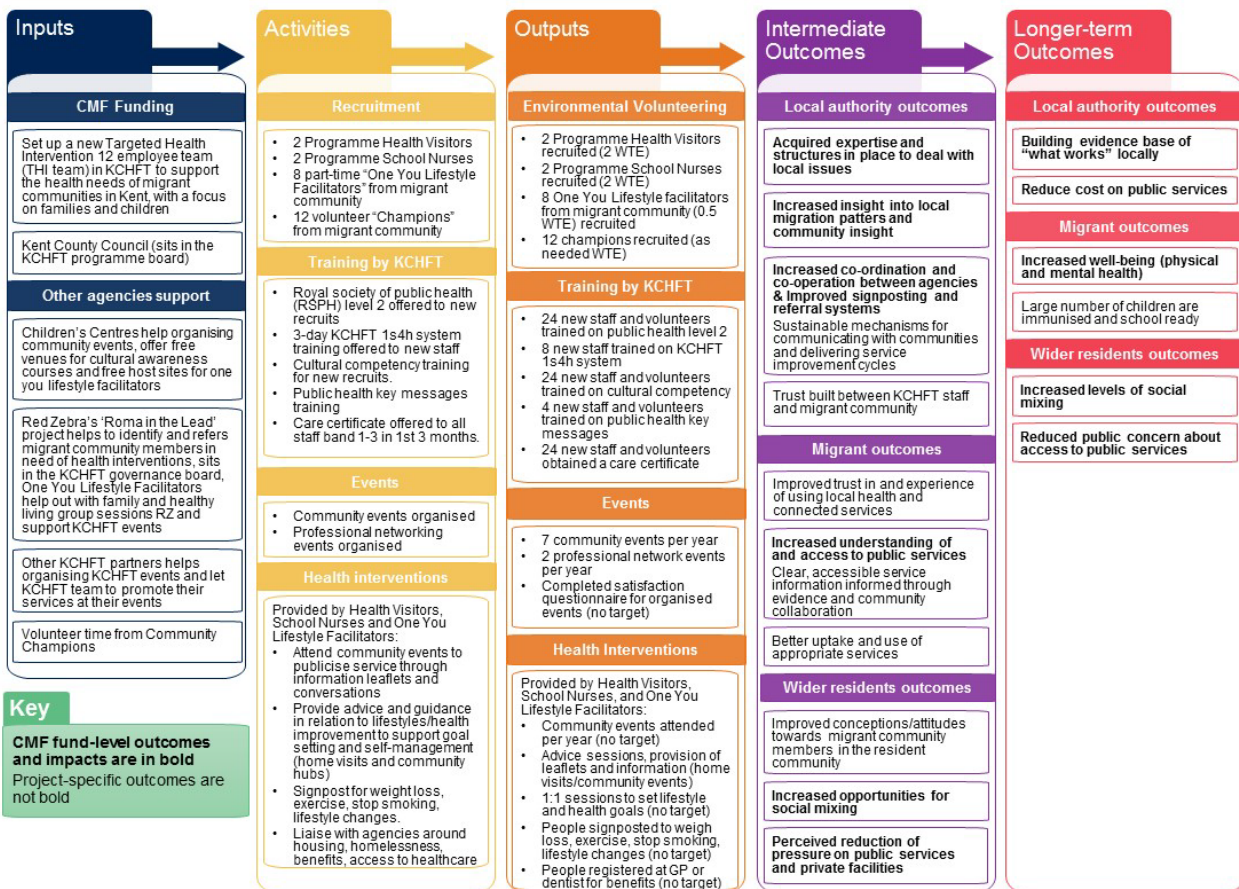 Inputs
CMF Funding
Set up a new Targeted Health
Intervention 12 employee team
(THI team) in KCHFT to support
the health needs of migrant
communities in Kent, with a focus
on families and children
Kent County Council (sits in the
KCHFT programme board)
Other agencies support
Children's Centres help organising
community events, offer free
venues for cultural awareness
courses and free host sites for one
you lifestyle facilitators
Red Zebra's 'Roma in the Lead'
project helps to identify and refers
migrant community members in
need of health interventions, sits
in the KCHFT governance board,
One You Lifestyle Facilitators
help out with family and healthy
living group sessions RZ and
support KCHFT events
Other KCHFT partners helps
organising KCHFT events and let
KCHFT team to promote their
services at their events
Volunteer time from Community
Champions
Key
CMF fund-level outcomes
and impacts are in bold
Project-specific outcomes are
not bold
Activities
Recruitment
• 2 Programme Health Visitors
• 2 Programme School Nurses
• 8 part-time "One You Lifestyle
Facilitators" from migrant
community
• 12 volunteer "Champions"
from migrant community
Training by KCHFT
• Royal society of public health
(RSPH) level 2 offered to new
recruits
• 3-day KCHFT 1s4h system
training offered to new staff
• Cultural competency training
for new recruits.
• Public health key messages
training
• Care certificate offered to all
staff band 1-3 in 1st 3 months.
Events
• Community events organised
• Professional networking
events organised
Health interventions
Provided by Health Visitors,
School Nurses and One You
Lifestyle Facilitators:
• Attend community events to
publicise service through
information leaflets and
conversations
• Provide advice and guidance
in relation to lifestyles/health
improvement to support goal
setting and self-management
(home visits and community
hubs)
• Signpost for weight loss,
exercise, stop smoking,
lifestyle changes.
• Liaise with agencies around
housing, homelessness,
benefits, access to healthcare
Outputs
Environmental Volunteering
• 2 Programme Health Visitors
recruited (2 WTE)
• 2 Programme School Nurses
recruited (2 WTE)
• 8 One You Lifestyle facilitators
from migrant community (0.5
WTE) recruited
• 12 champions recruited (as
needed WTE)
Training by KCHFT
• 24 new staff and volunteers
trained on public health level 2
• 8 new staff trained on KCHFT
1s4h system
• 24 new staff and volunteers
trained on cultural competency
• 4 new staff and volunteers
trained on public health key
messages
• 24 new staff and volunteers
obtained a care certificate
Events
• 7 community events per year
• 2 professional network events
per year
• Completed satisfaction
questionnaire for organised
events (no target)
Health Interventions
Provided by Health Visitors,
School Nurses, and One You
Lifestyle Facilitators:
• Community events attended
per year (no target)
• Advice sessions, provision of
leaflets and information (home
visits/community events)
• 1:1 sessions to set lifestyle
and health goals (no target)
• People signposted to weigh
loss, exercise, stop smoking,
lifestyle changes (no target)
• People registered at GP or
dentist for benefits (no target)
Intermediate
Outcomes
Local authority outcomes
Acquired expertise and
structures in place to deal with
local issues
Increased insight into local
migration patters and
community insight
Increased co-ordination and
co-operation between agencies
& Improved signposting and
referral systems
Sustainable mechanisms for
communicating with communities
and delivering service
improvement cycles
Trust built between KCHFT staff
and migrant community
Migrant outcomes
Improved trust in and experience
of using local health and
connected services
Increased understanding of
and access to public services
Clear, accessible service
information informed through
evidence and community
collaboration
Better uptake and use of
appropriate services
Wider residents outcomes
Improved conceptions/attitudes
towards migrant community
members in the resident
community
Increased opportunities for
social mixing
Perceived reduction of
pressure on public services
and private facilities
Longer-term
Outcomes
Local authority outcomes
Building evidence base of
"what works" locally
Reduce cost on public services
Migrant outcomes
Increased well-being (physical
and mental health)
Large number of children are
immunised and school ready
Wider residents outcomes
Increased levels of social
mixing
Reduced public concern about
access to public services